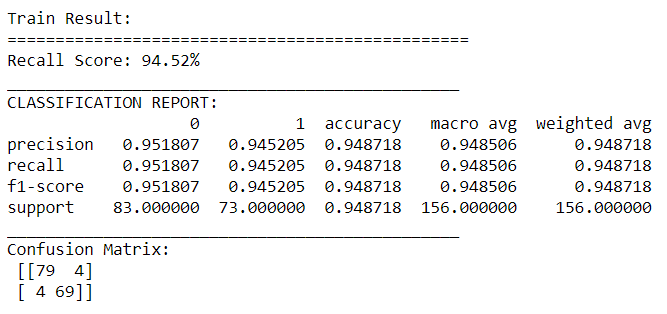 Train Result:
================================================
Recall Score: 94.52%
_______________________________________________
CLASSIFICATION REPORT:
                   0          1  accuracy   macro avg  weighted avg
precision   0.951807   0.945205  0.948718    0.948506      0.948718
recall      0.951807   0.945205  0.948718    0.948506      0.948718
f1-score    0.951807   0.945205  0.948718    0.948506      0.948718
support    83.000000  73.000000  0.948718  156.000000    156.000000
_______________________________________________
Confusion Matrix:
 [[79  4]
 [ 4 69]]